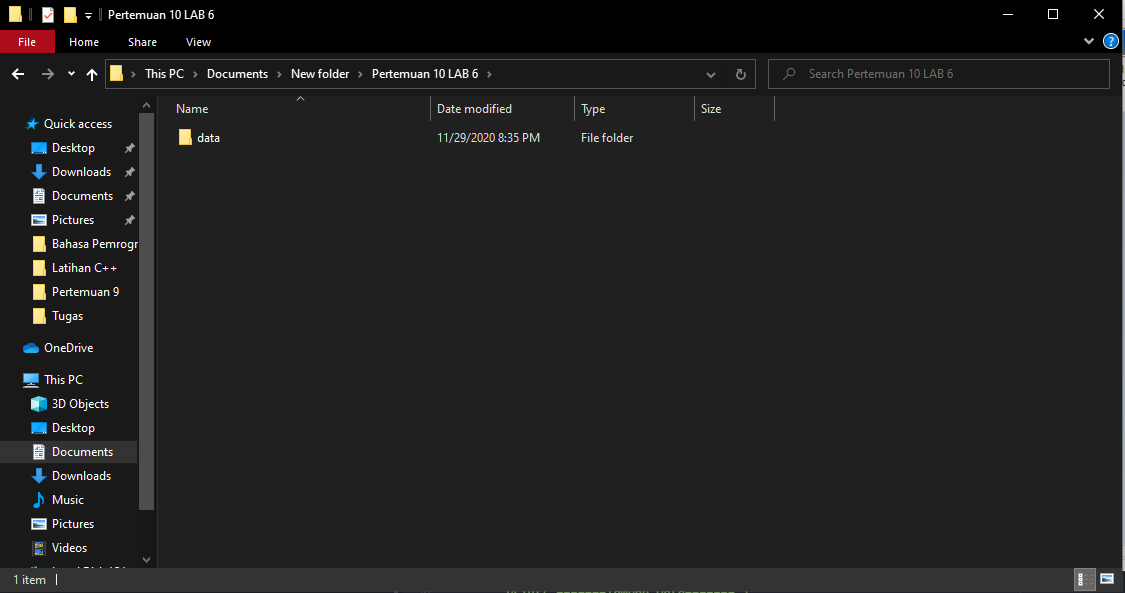 Pertemuan 10 LAB 6
File Home Share View
This PC Documents New folder Pertemuan 10 LAB 6
Search Pertemuan 10 LAB 6
Name Date modified Type Size
data 11/29/2020 8:35 PM File folder
Quick access
Desktop
Downloads
Documents
Pictures
Bahasa Pemrogr
Latihan C++
Pertemuan 9
Tugas
OneDrive
This PC
3D Objects
Desktop
Documents
Downloads
Music
Pictures
Videos
1 item